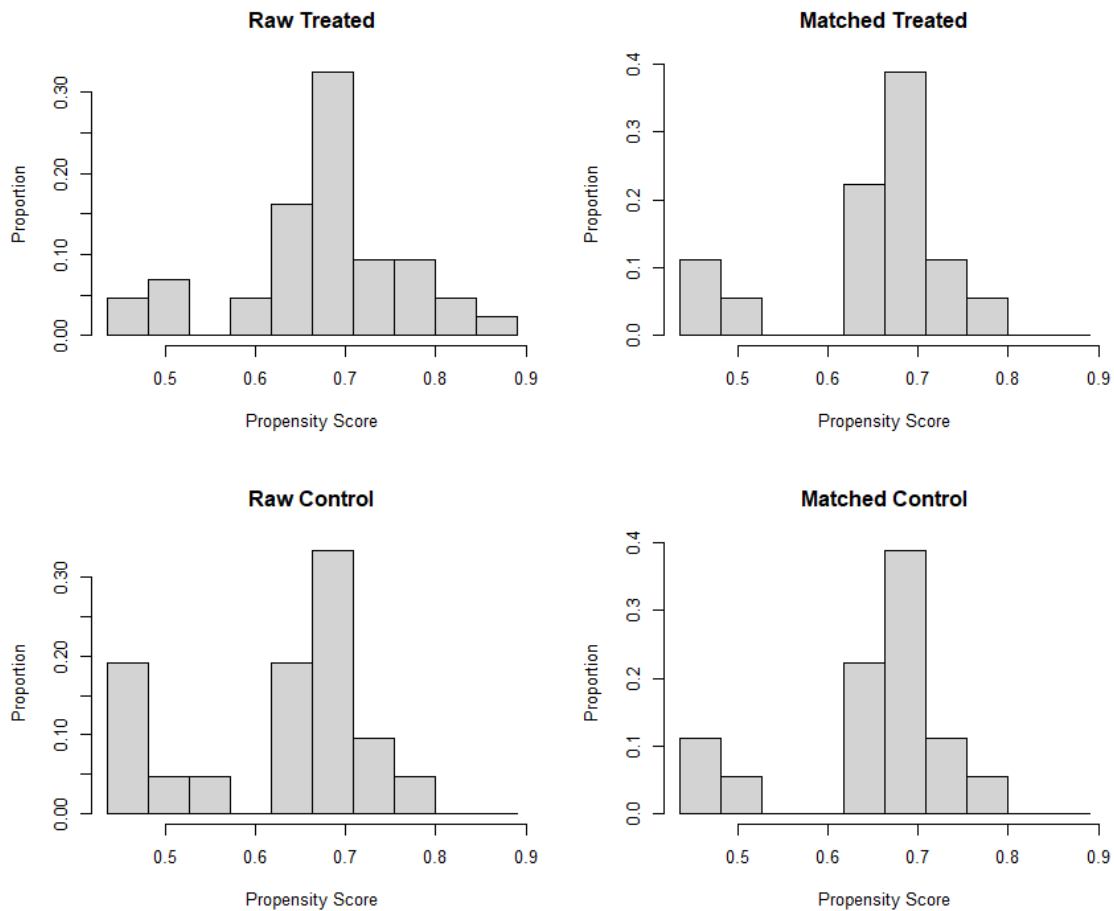 Raw Treated
Proportion
0.30
0.20
0.10
0.00
0.5 0.6 0.7 0.8 0.9
Propensity Score
Matched Treated
Proportion
0.4
0.3
0.2
0.1
0.0
0.5 0.6 0.7 0.8 0.9
Propensity Score
Raw Control
Proportion
0.30
0.20
0.10
0.00
0.5 0.6 0.7 0.8 0.9
Propensity Score
Matched Control
Proportion
0.4
0.3
0.2
0.1
0.0
0.5 0.6 0.7 0.8 0.9
Propensity Score